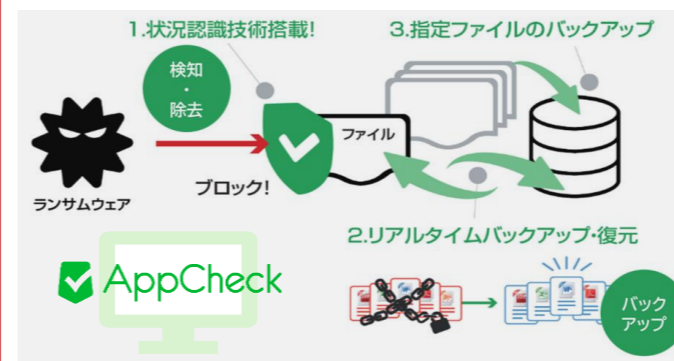 1.状況認識技術搭載!
3.指定ファイルのバックアップ
検知
・
除去
ファイル
ブロック!
ランサムウェア
2.リアルタイムバックアップ・復元
AppCheck
バック
アップ